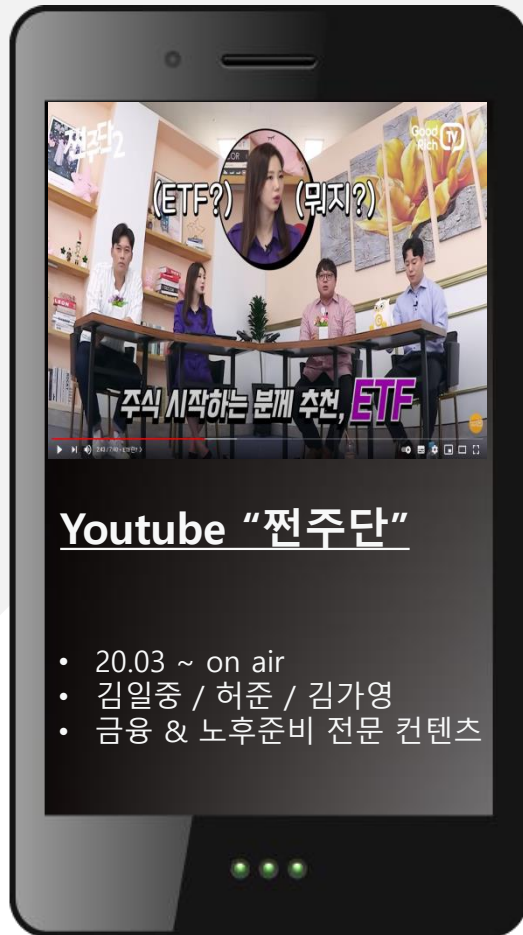 쩐주단2
Good
Rich TV
(ETF?) (뭐지?)
주식 시작하는 분께 추천, ETF
Youtube “쩐주단”
• 20.03 ~ on air
• 김일중 / 허준 / 김가영
• 금융 & 노후준비 전문 컨텐츠